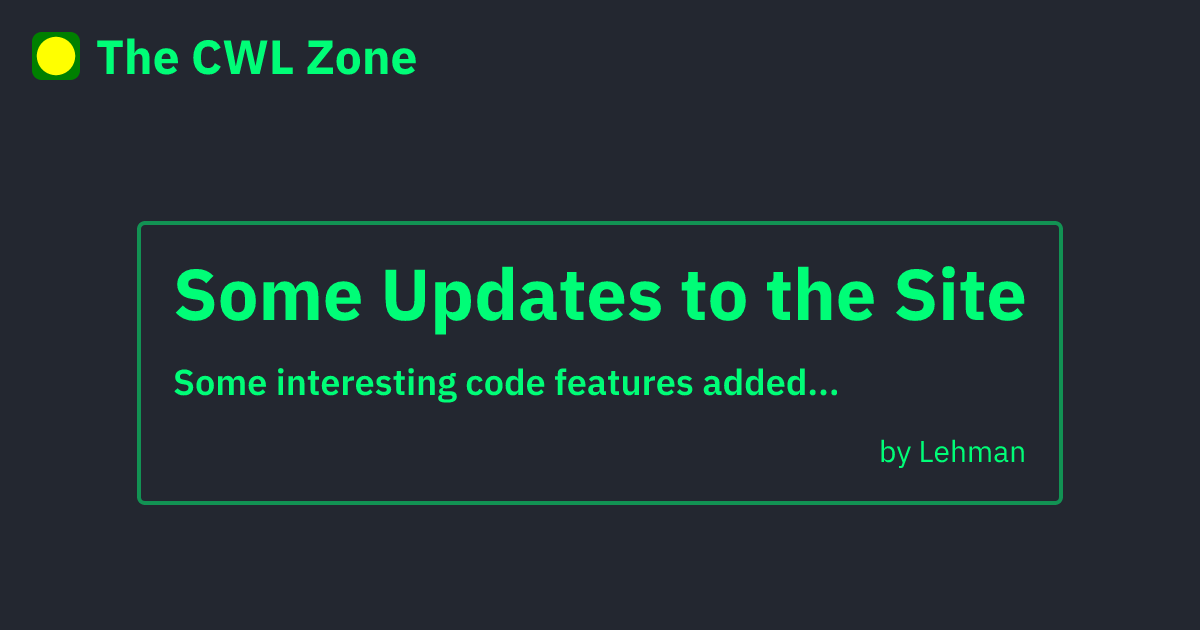 The CWL Zone
Some Updates to the Site
Some interesting code features added...
by Lehman